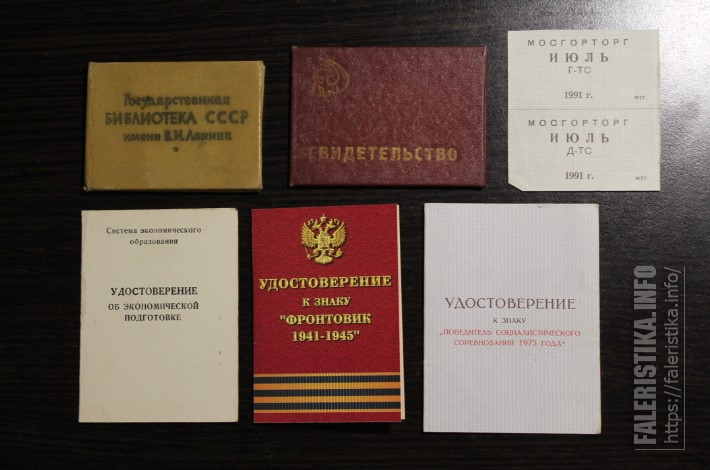 Государственная
БИБЛИОТЕКА СССР
имени В.И.Ленина
СВИДЕТЕЛЬСТВО
МОСГОРТОРГ
ИЮЛЬ
Г-ТС
1991 г.
МГТ.
МОСГОРТОРГ
ИЮЛЬ
Д-ТС
1991 г.
МГТ.
Система экономического
образования
УДОСТОВЕРЕНИЕ
ОБ ЭКОНОМИЧЕСКОЙ
ПОДГОТОВКЕ
УДОСТОВЕРЕНИЕ
К ЗНАКУ
"ФРОНТОВИК
1941-1945"
УДОСТОВЕРЕНИЕ
К ЗНАКУ
„ПОБЕДИТЕЛЬ СОЦИАЛИСТИЧЕСКОГО
СОРЕВНОВАНИЯ 1975 ГОДА“
FALERISTIKA.INFO
https://faleristika.info/